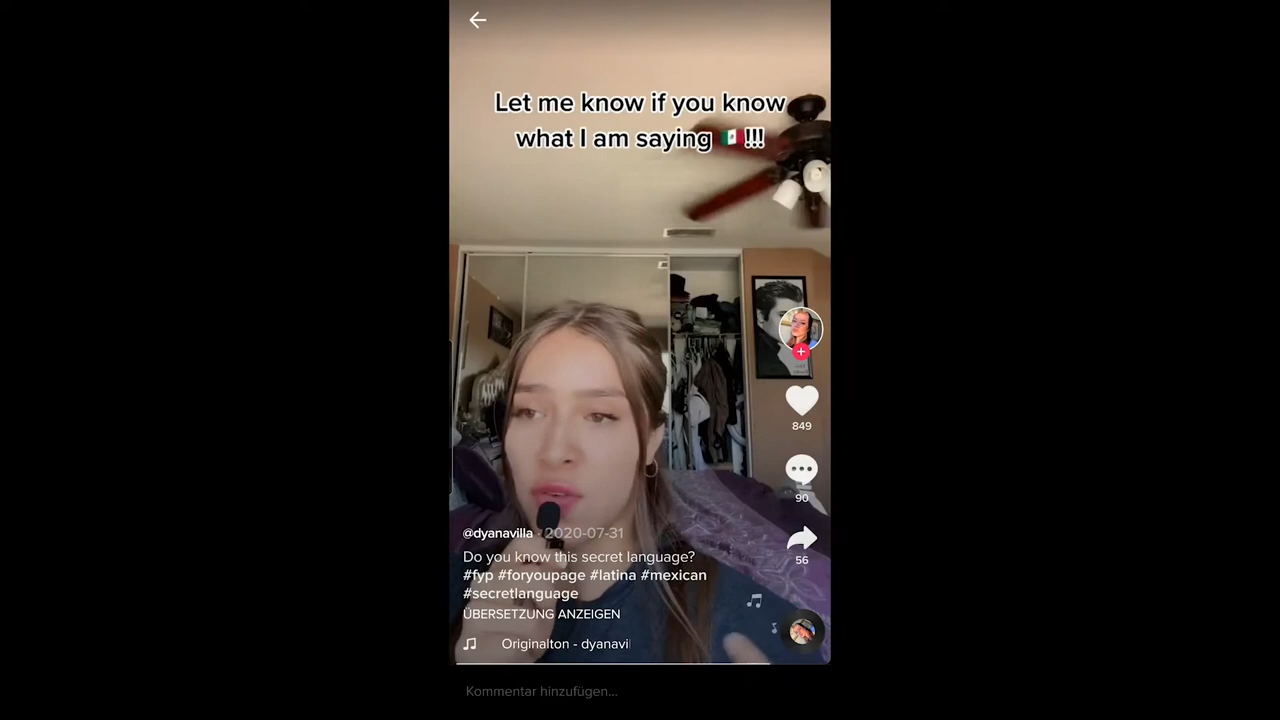 Let me know if you know
what I am saying 🇲🇽!!!
849
90
@dyanavilla · 2020-07-31
56
Do you know this secret language?
#fyp #foryoupage #latina #mexican
#secretlanguage
ÜBERSETZUNG ANZEIGEN
Originalton - dyanavil
Kommentar hinzufügen...